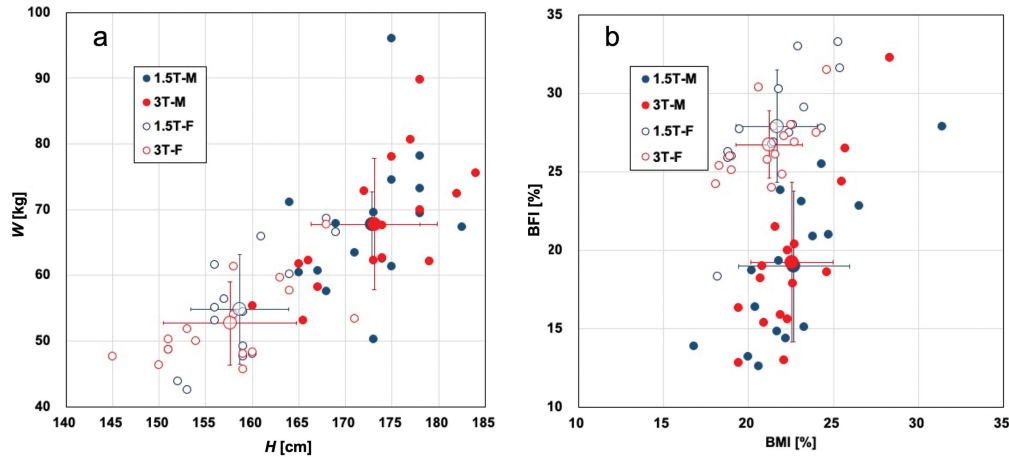 a
100
90
80
70
60
50
40
W [kg]
1.5T-M
3T-M
1.5T-F
3T-F
140 145 150 155 160 165 170 175 180 185
H [cm]
b
35
30
25
20
15
10
BFI [%]
1.5T-M
3T-M
1.5T-F
3T-F
10 15 20 25 30 35
BMI [%]